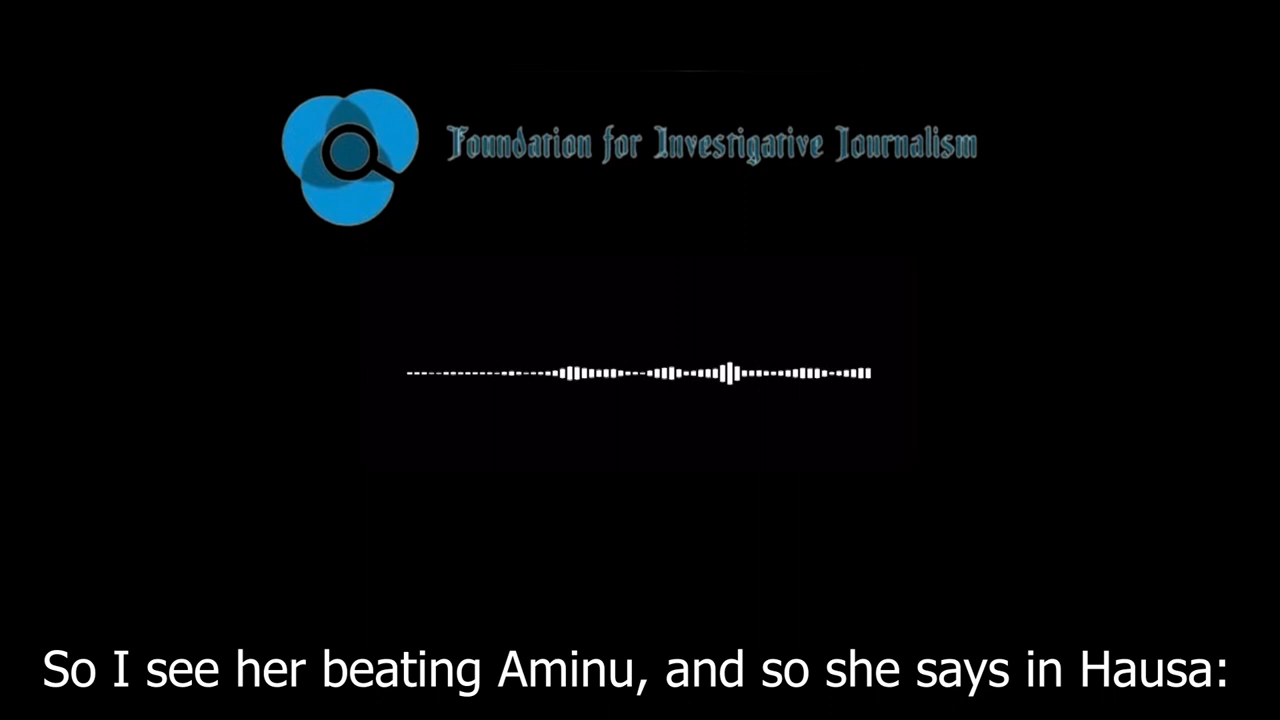 Foundation for Investigative Journalism
So I see her beating Aminu, and so she says in Hausa: